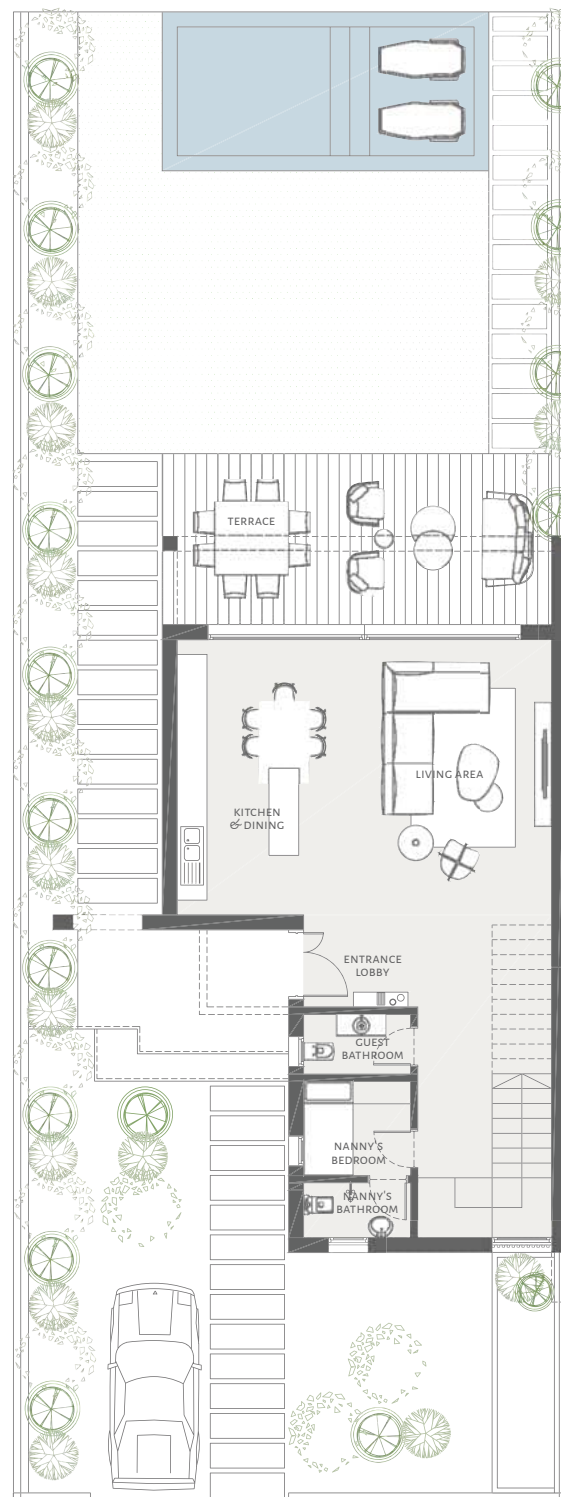 TERRACE
LIVING AREA
KITCHEN
& DINING
ENTRANCE
LOBBY
GUEST
BATHROOM
NANNY'S
BEDROOM
NANNY'S
BATHROOM